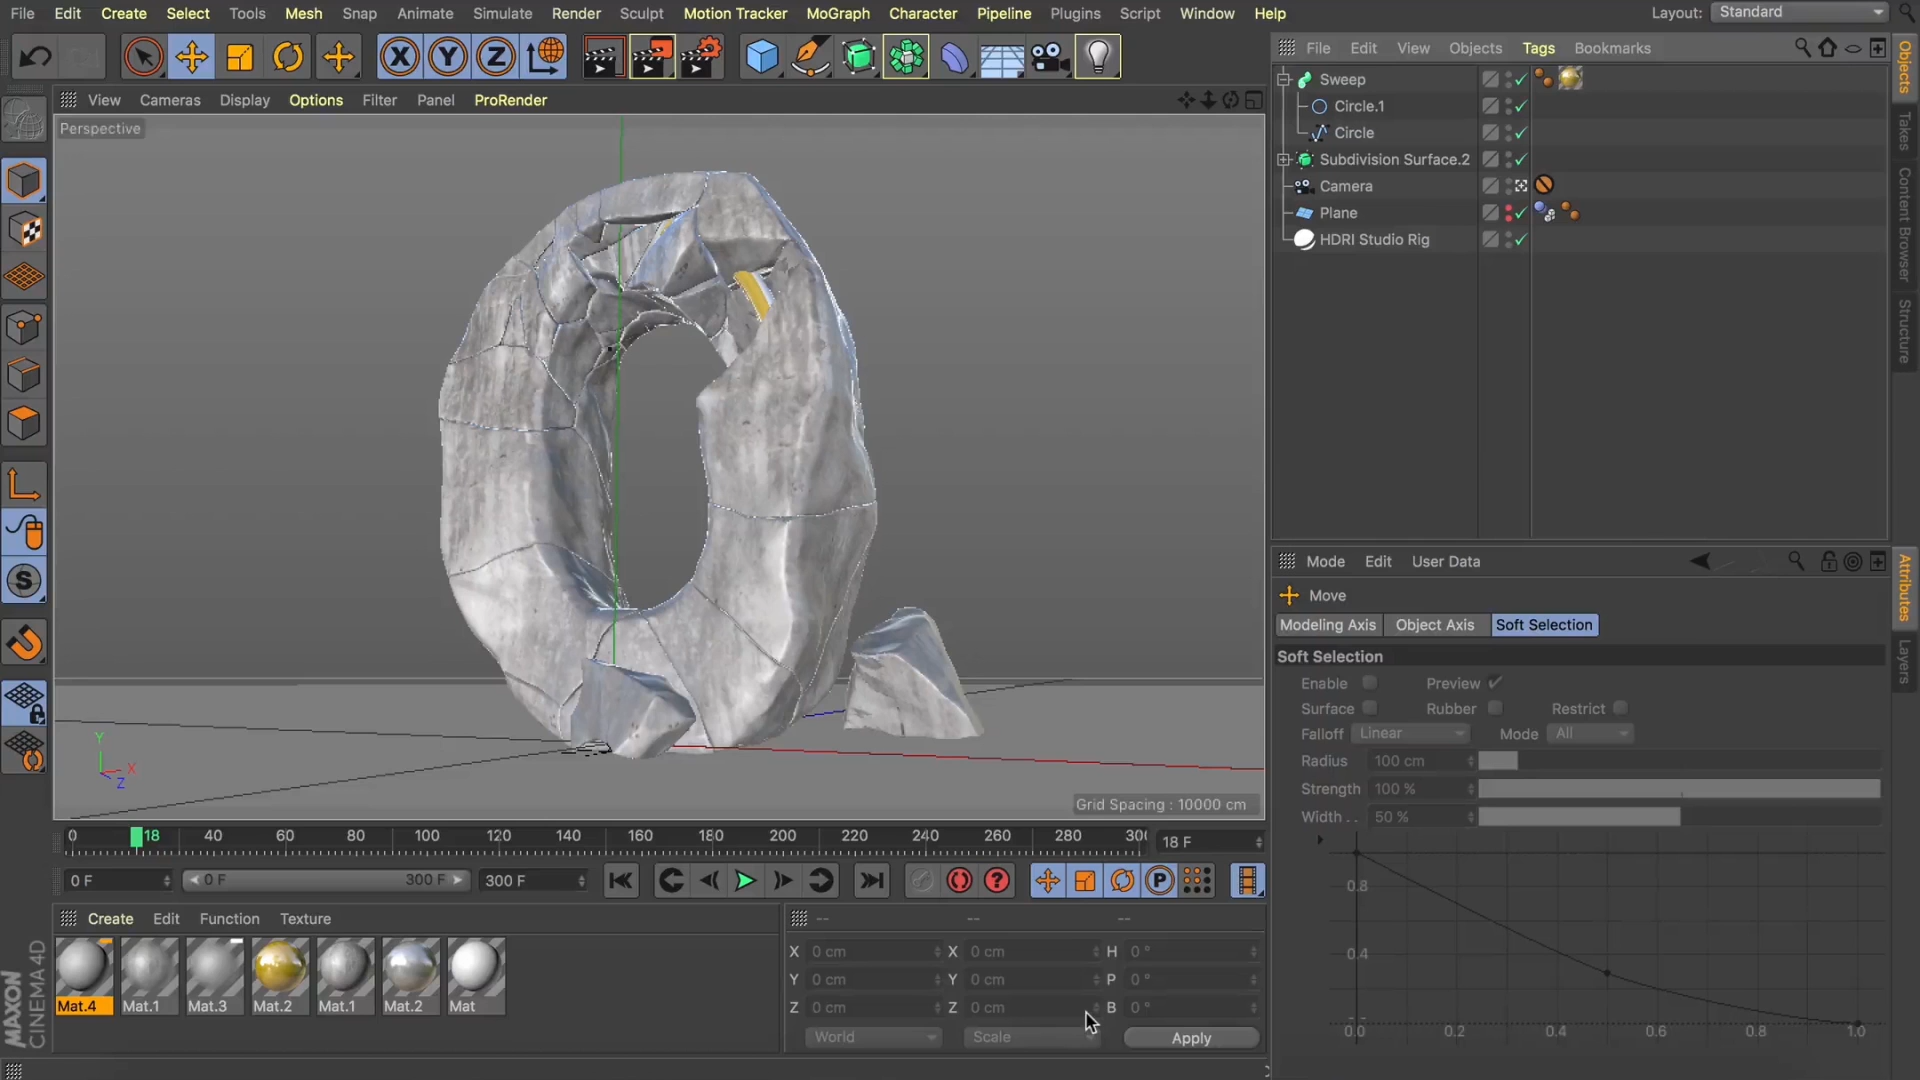 File Edit Create Select Tools Mesh Snap Animate Simulate Render Sculpt Motion Tracker MoGraph Character Pipeline Plugins Script Window Help Layout: Standard
X Y Z
File Edit View Objects Tags Bookmarks
View Cameras Display Options Filter Panel ProRender
Perspective
Sweep
Circle.1
Circle
Subdivision Surface.2
Camera
Plane
HDRI Studio Rig
Objects
Takes
Content Browser
Structure
Y
X
Z
Grid Spacing : 10000 cm
Mode Edit User Data
Move
Modeling Axis Object Axis Soft Selection
Soft Selection
Enable Preview
Surface Rubber Restrict
Falloff Linear Mode All
Radius 100 cm
Strength 100 %
Width . . 50 %
0.8
0.4
0.0 0.2 0.4 0.6 0.8 1.0
Attributes
Layers
0 18 40 60 80 100 120 140 160 180 200 220 240 260 280 18 F
0 F 0 F 300 F 300 F
Create Edit Function Texture
Mat.4 Mat.1 Mat.3 Mat.2 Mat.1 Mat.2 Mat
-- -- --
X 0 cm X 0 cm H 0 °
Y 0 cm Y 0 cm P 0 °
Z 0 cm Z 0 cm B 0 °
World Scale Apply
MAXON
CINEMA 4D